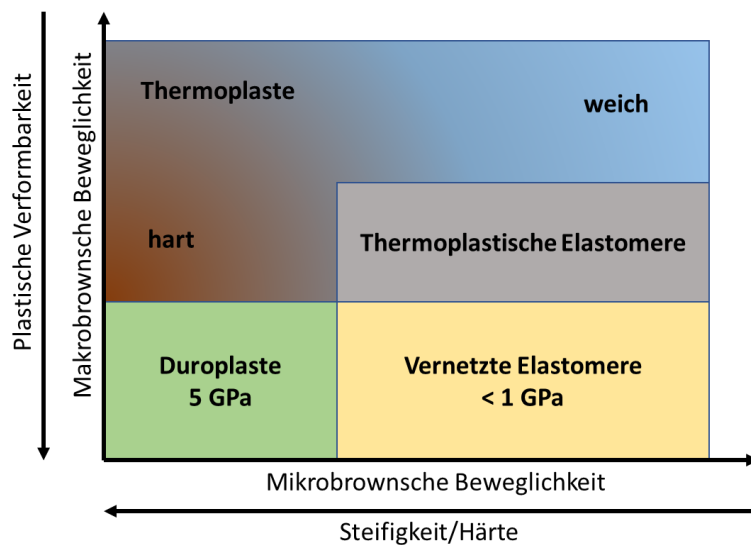 Plastische Verformbarkeit
Makrobrownsche Beweglichkeit
Thermoplaste
weich
hart
Thermoplastische Elastomere
Duroplaste
5 GPa
Vernetzte Elastomere
< 1 GPa
Mikrobrownsche Beweglichkeit
Steifigkeit/Härte